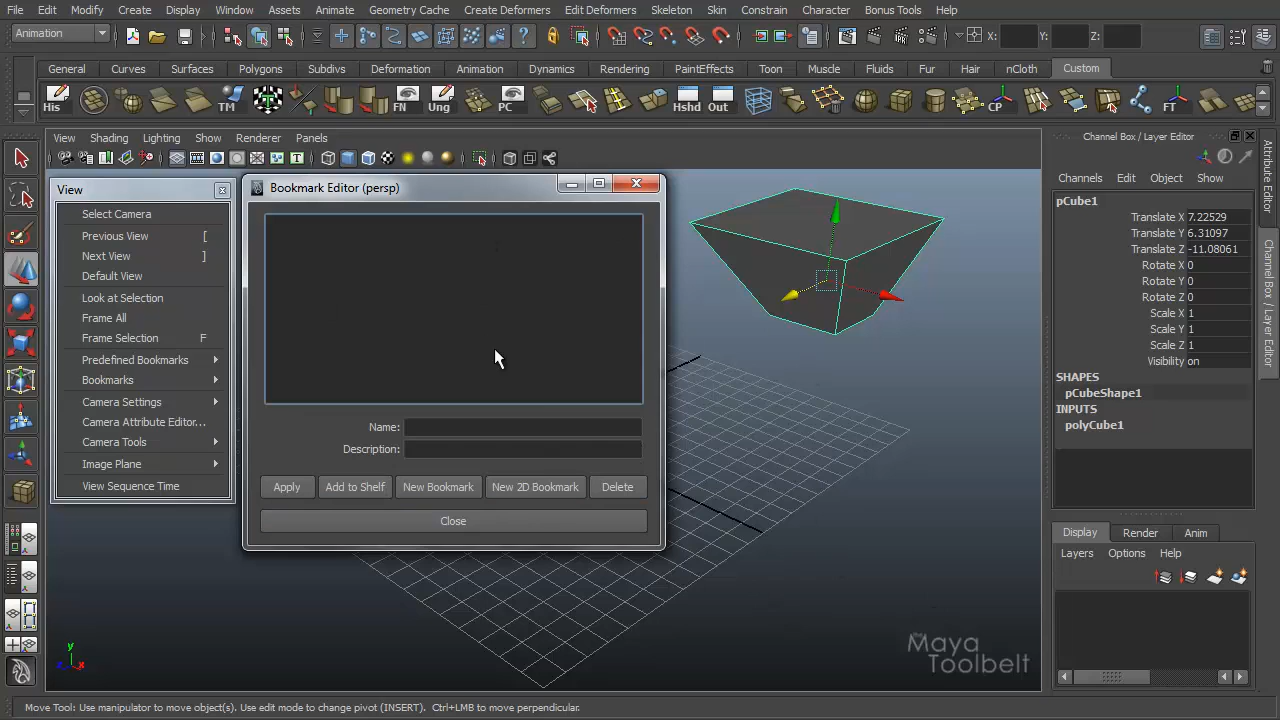 File Edit Modify Create Display Window Assets Animate Geometry Cache Create Deformers Edit Deformers Skeleton Skin Constrain Character Bonus Tools Help
Animation X: Y: Z:
General Curves Surfaces Polygons Subdivs Deformation Animation Dynamics Rendering PaintEffects Toon Muscle Fluids Fur Hair nCloth Custom
His TM FN Ung PC Hshd Out CP FT
View Shading Lighting Show Renderer Panels
Channel Box / Layer Editor
View
Select Camera
Previous View [
Next View ]
Default View
Look at Selection
Frame All
Frame Selection F
Predefined Bookmarks
Bookmarks
Camera Settings
Camera Attribute Editor...
Camera Tools
Image Plane
View Sequence Time
Bookmark Editor (persp)
Name:
Description:
Apply Add to Shelf New Bookmark New 2D Bookmark Delete
Close
Channels Edit Object Show
pCube1
Translate X 7.22529
Translate Y 6.31097
Translate Z -11.08061
Rotate X 0
Rotate Y 0
Rotate Z 0
Scale X 1
Scale Y 1
Scale Z 1
Visibility on
SHAPES
pCubeShape1
INPUTS
polyCube1
Display Render Anim
Layers Options Help
Attribute Editor
Channel Box / Layer Editor
y
z x
the
Maya
Toolbelt
Move Tool: Use manipulator to move object(s). Use edit mode to change pivot (INSERT). Ctrl+LMB to move perpendicular.